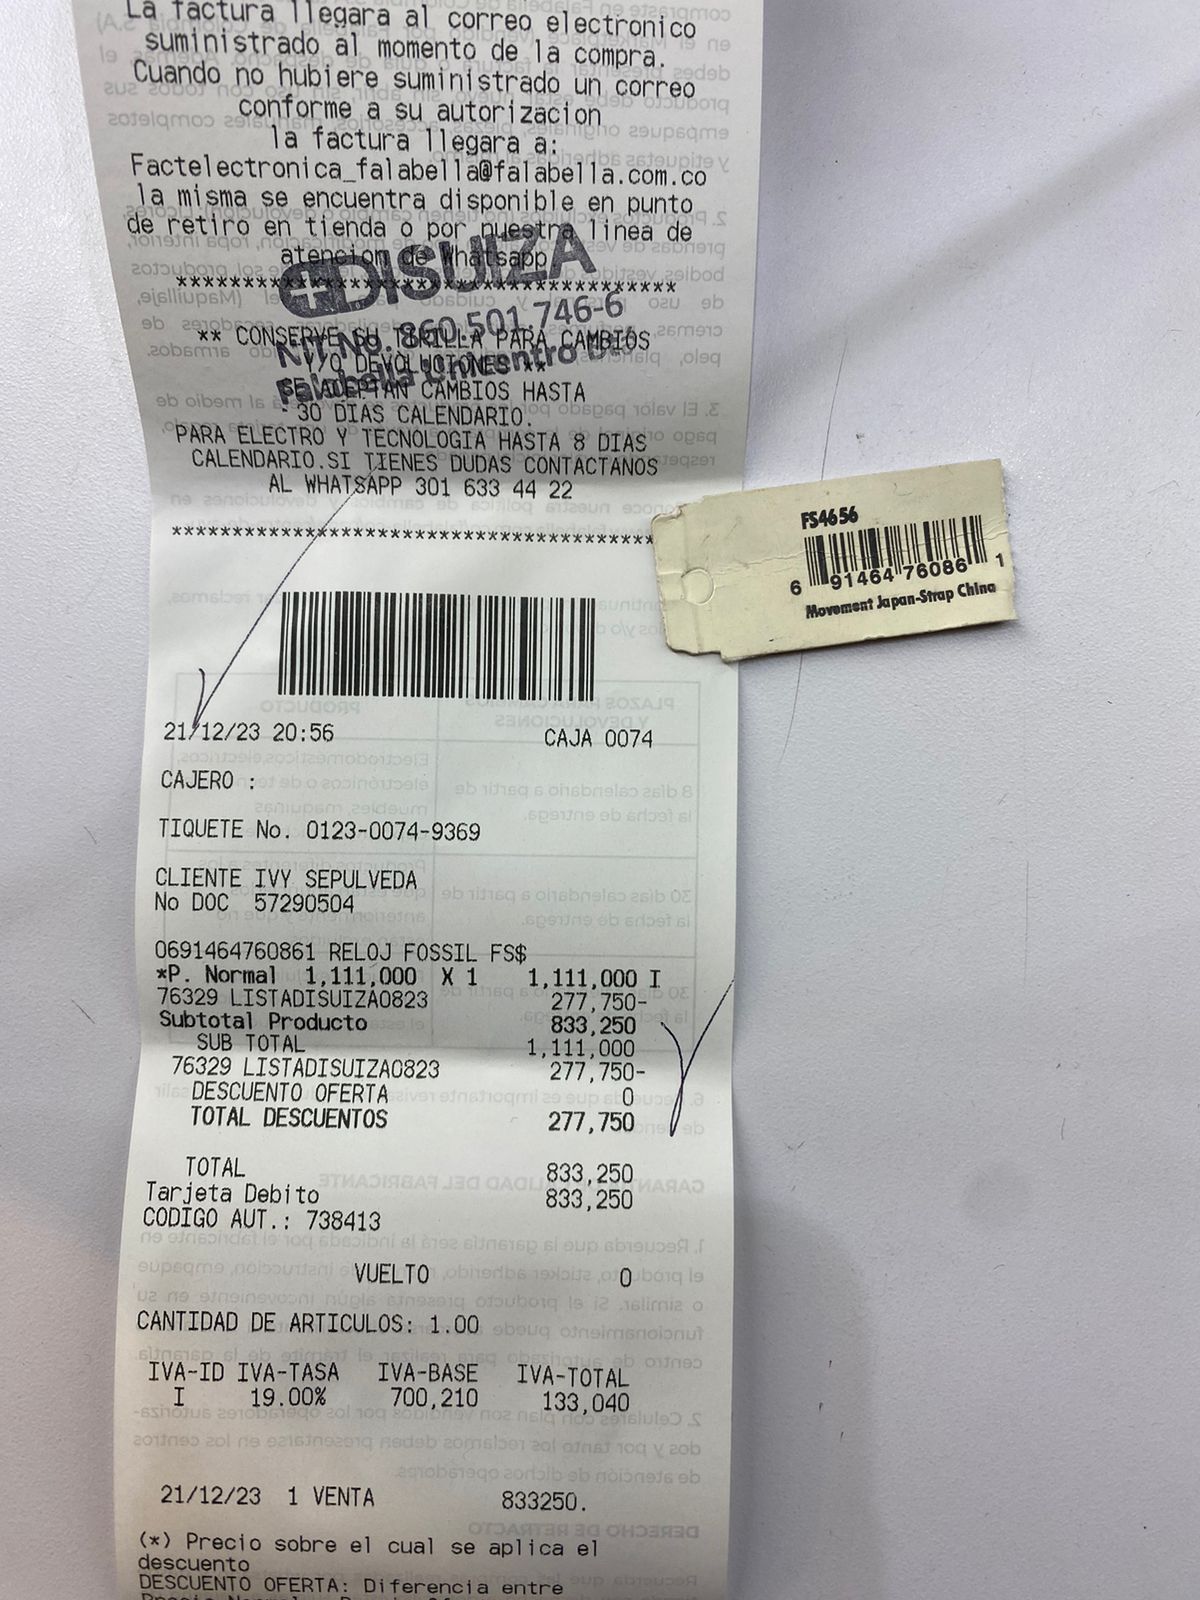 La factura llegara al correo electronico
suministrado al momento de la compra.
Cuando no hubiere suministrado un correo
conforme a su autorizacion
la factura llegara a:
Factelectronica_falabella@falabella.com.co
la misma se encuentra disponible en punto
de retiro en tienda o por nuestra linea de
atencion de Whatsapp
DISUIZA
******************************************
NIT No. 860.501.746-6
** CONSERVE SU TIRILLA PARA CAMBIOS
Y/O DEVOLUCIONES **
Falabella Unicentro
SE ACEPTAN CAMBIOS HASTA
30 DIAS CALENDARIO.
PARA ELECTRO Y TECNOLOGIA HASTA 8 DIAS
CALENDARIO.SI TIENES DUDAS CONTACTANOS
AL WHATSAPP 301 633 44 22
******************************************
FS4656
6 91464 76086 1
Movement Japan-Strap China
21/12/23 20:56 CAJA 0074
CAJERO :
TIQUETE No. 0123-0074-9369
CLIENTE IVY SEPULVEDA
No DOC 57290504
0691464760861 RELOJ FOSSIL FS$
*P. Normal 1,111,000 X 1 1,111,000 I
76329 LISTADISUIZA0823 277,750-
Subtotal Producto 833,250
SUB TOTAL 1,111,000
76329 LISTADISUIZA0823 277,750-
DESCUENTO OFERTA 0
TOTAL DESCUENTOS 277,750
TOTAL 833,250
Tarjeta Debito 833,250
CODIGO AUT.: 738413
VUELTO 0
CANTIDAD DE ARTICULOS: 1.00
IVA-ID IVA-TASA IVA-BASE IVA-TOTAL
I 19.00% 700,210 133,040
21/12/23 1 VENTA 833250.
(*) Precio sobre el cual se aplica el
descuento
DESCUENTO OFERTA: Diferencia entre